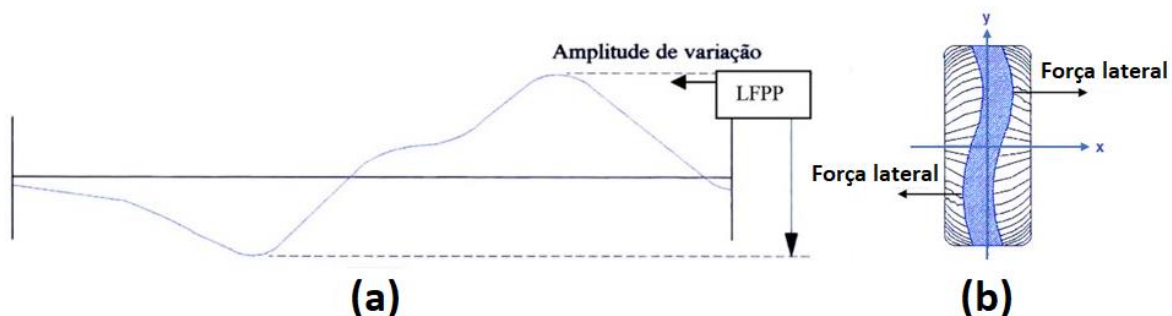 Amplitude de variação
LFPP
(a)
y
Força lateral
x
Força lateral
(b)